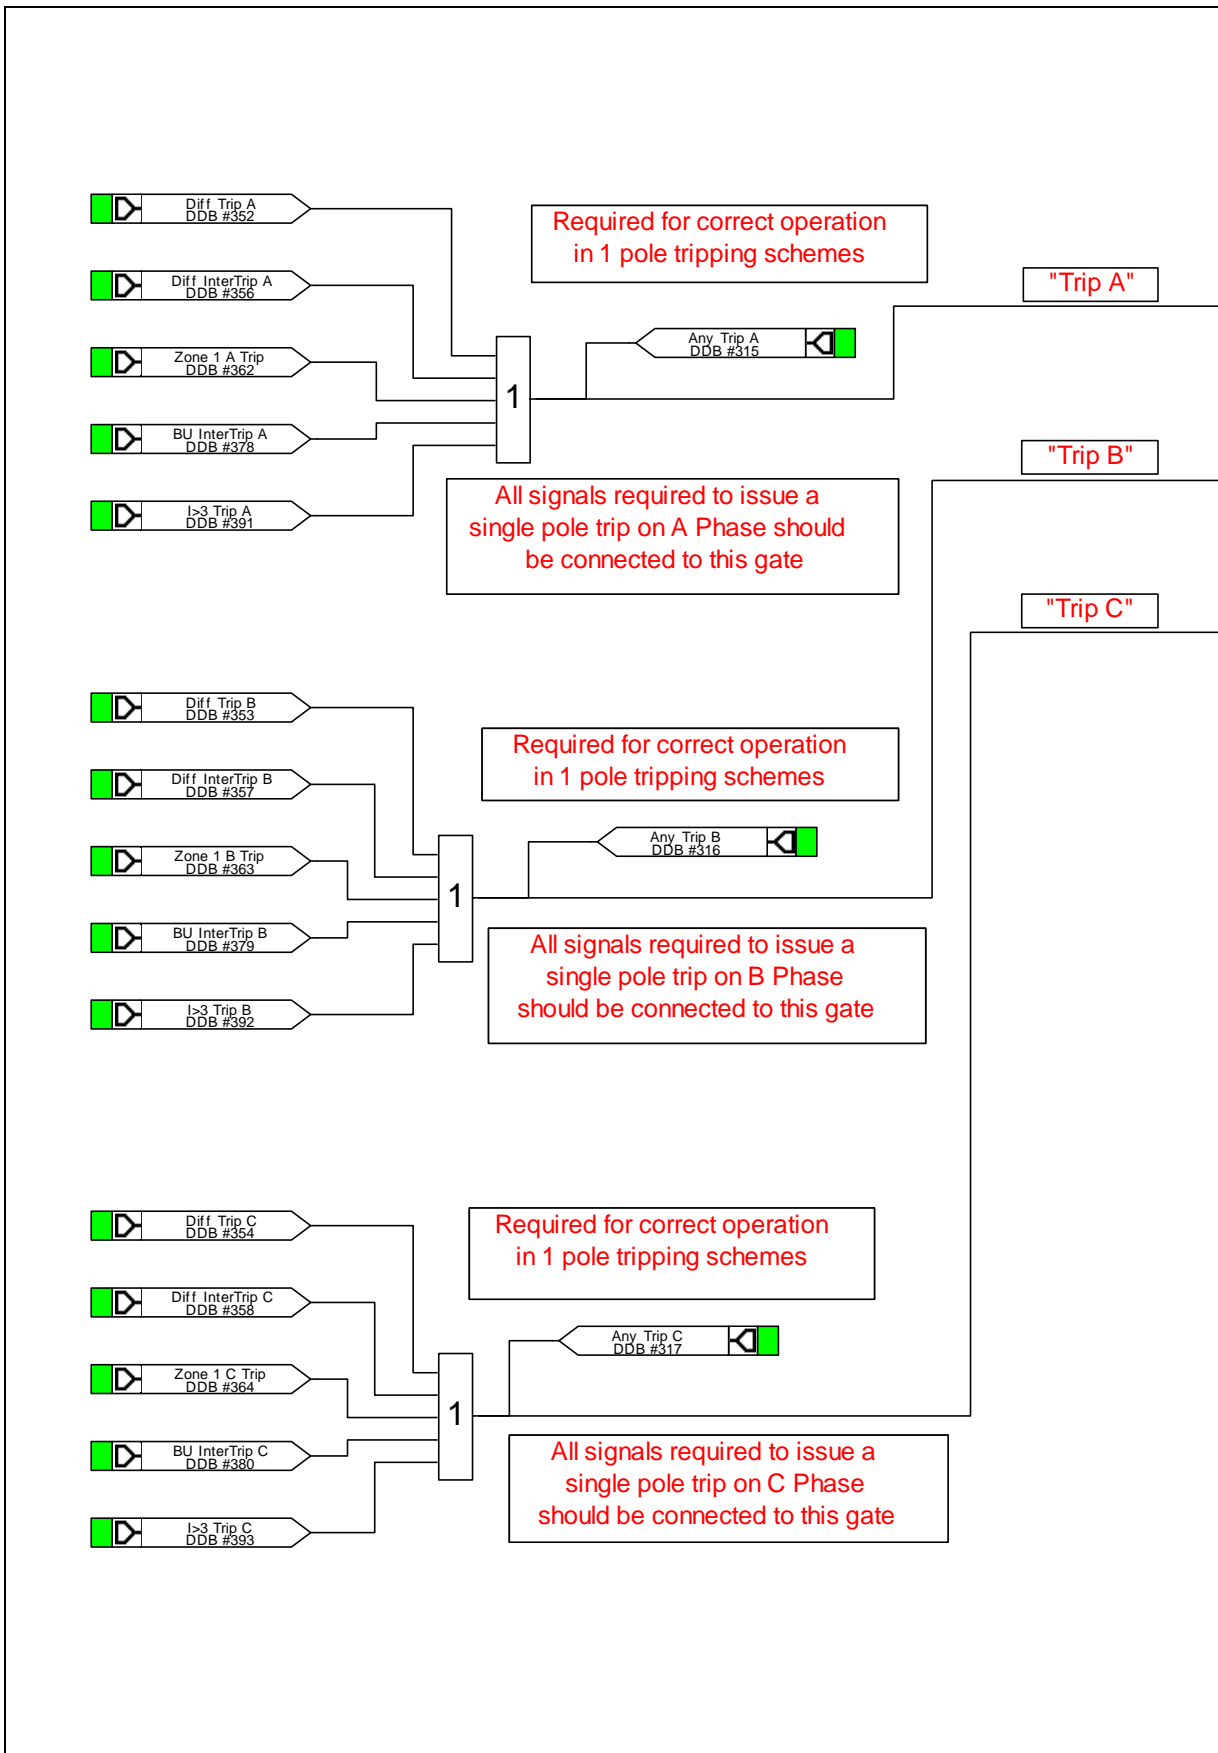 Diff Trip A
DDB #352
Required for correct operation
in 1 pole tripping schemes
Diff InterTrip A
DDB #356
"Trip A"
Any Trip A
DDB #315
Zone 1 A Trip
DDB #362
1
BU InterTrip A
DDB #378
"Trip B"
I>3 Trip A
DDB #391
All signals required to issue a
single pole trip on A Phase should
be connected to this gate
"Trip C"
Diff Trip B
DDB #353
Required for correct operation
in 1 pole tripping schemes
Diff InterTrip B
DDB #357
Any Trip B
DDB #316
Zone 1 B Trip
DDB #363
1
BU InterTrip B
DDB #379
All signals required to issue a
single pole trip on B Phase
should be connected to this gate
I>3 Trip B
DDB #392
Diff Trip C
DDB #354
Required for correct operation
in 1 pole tripping schemes
Diff InterTrip C
DDB #358
Any Trip C
DDB #317
Zone 1 C Trip
DDB #364
1
BU InterTrip C
DDB #380
All signals required to issue a
single pole trip on C Phase
should be connected to this gate
I>3 Trip C
DDB #393